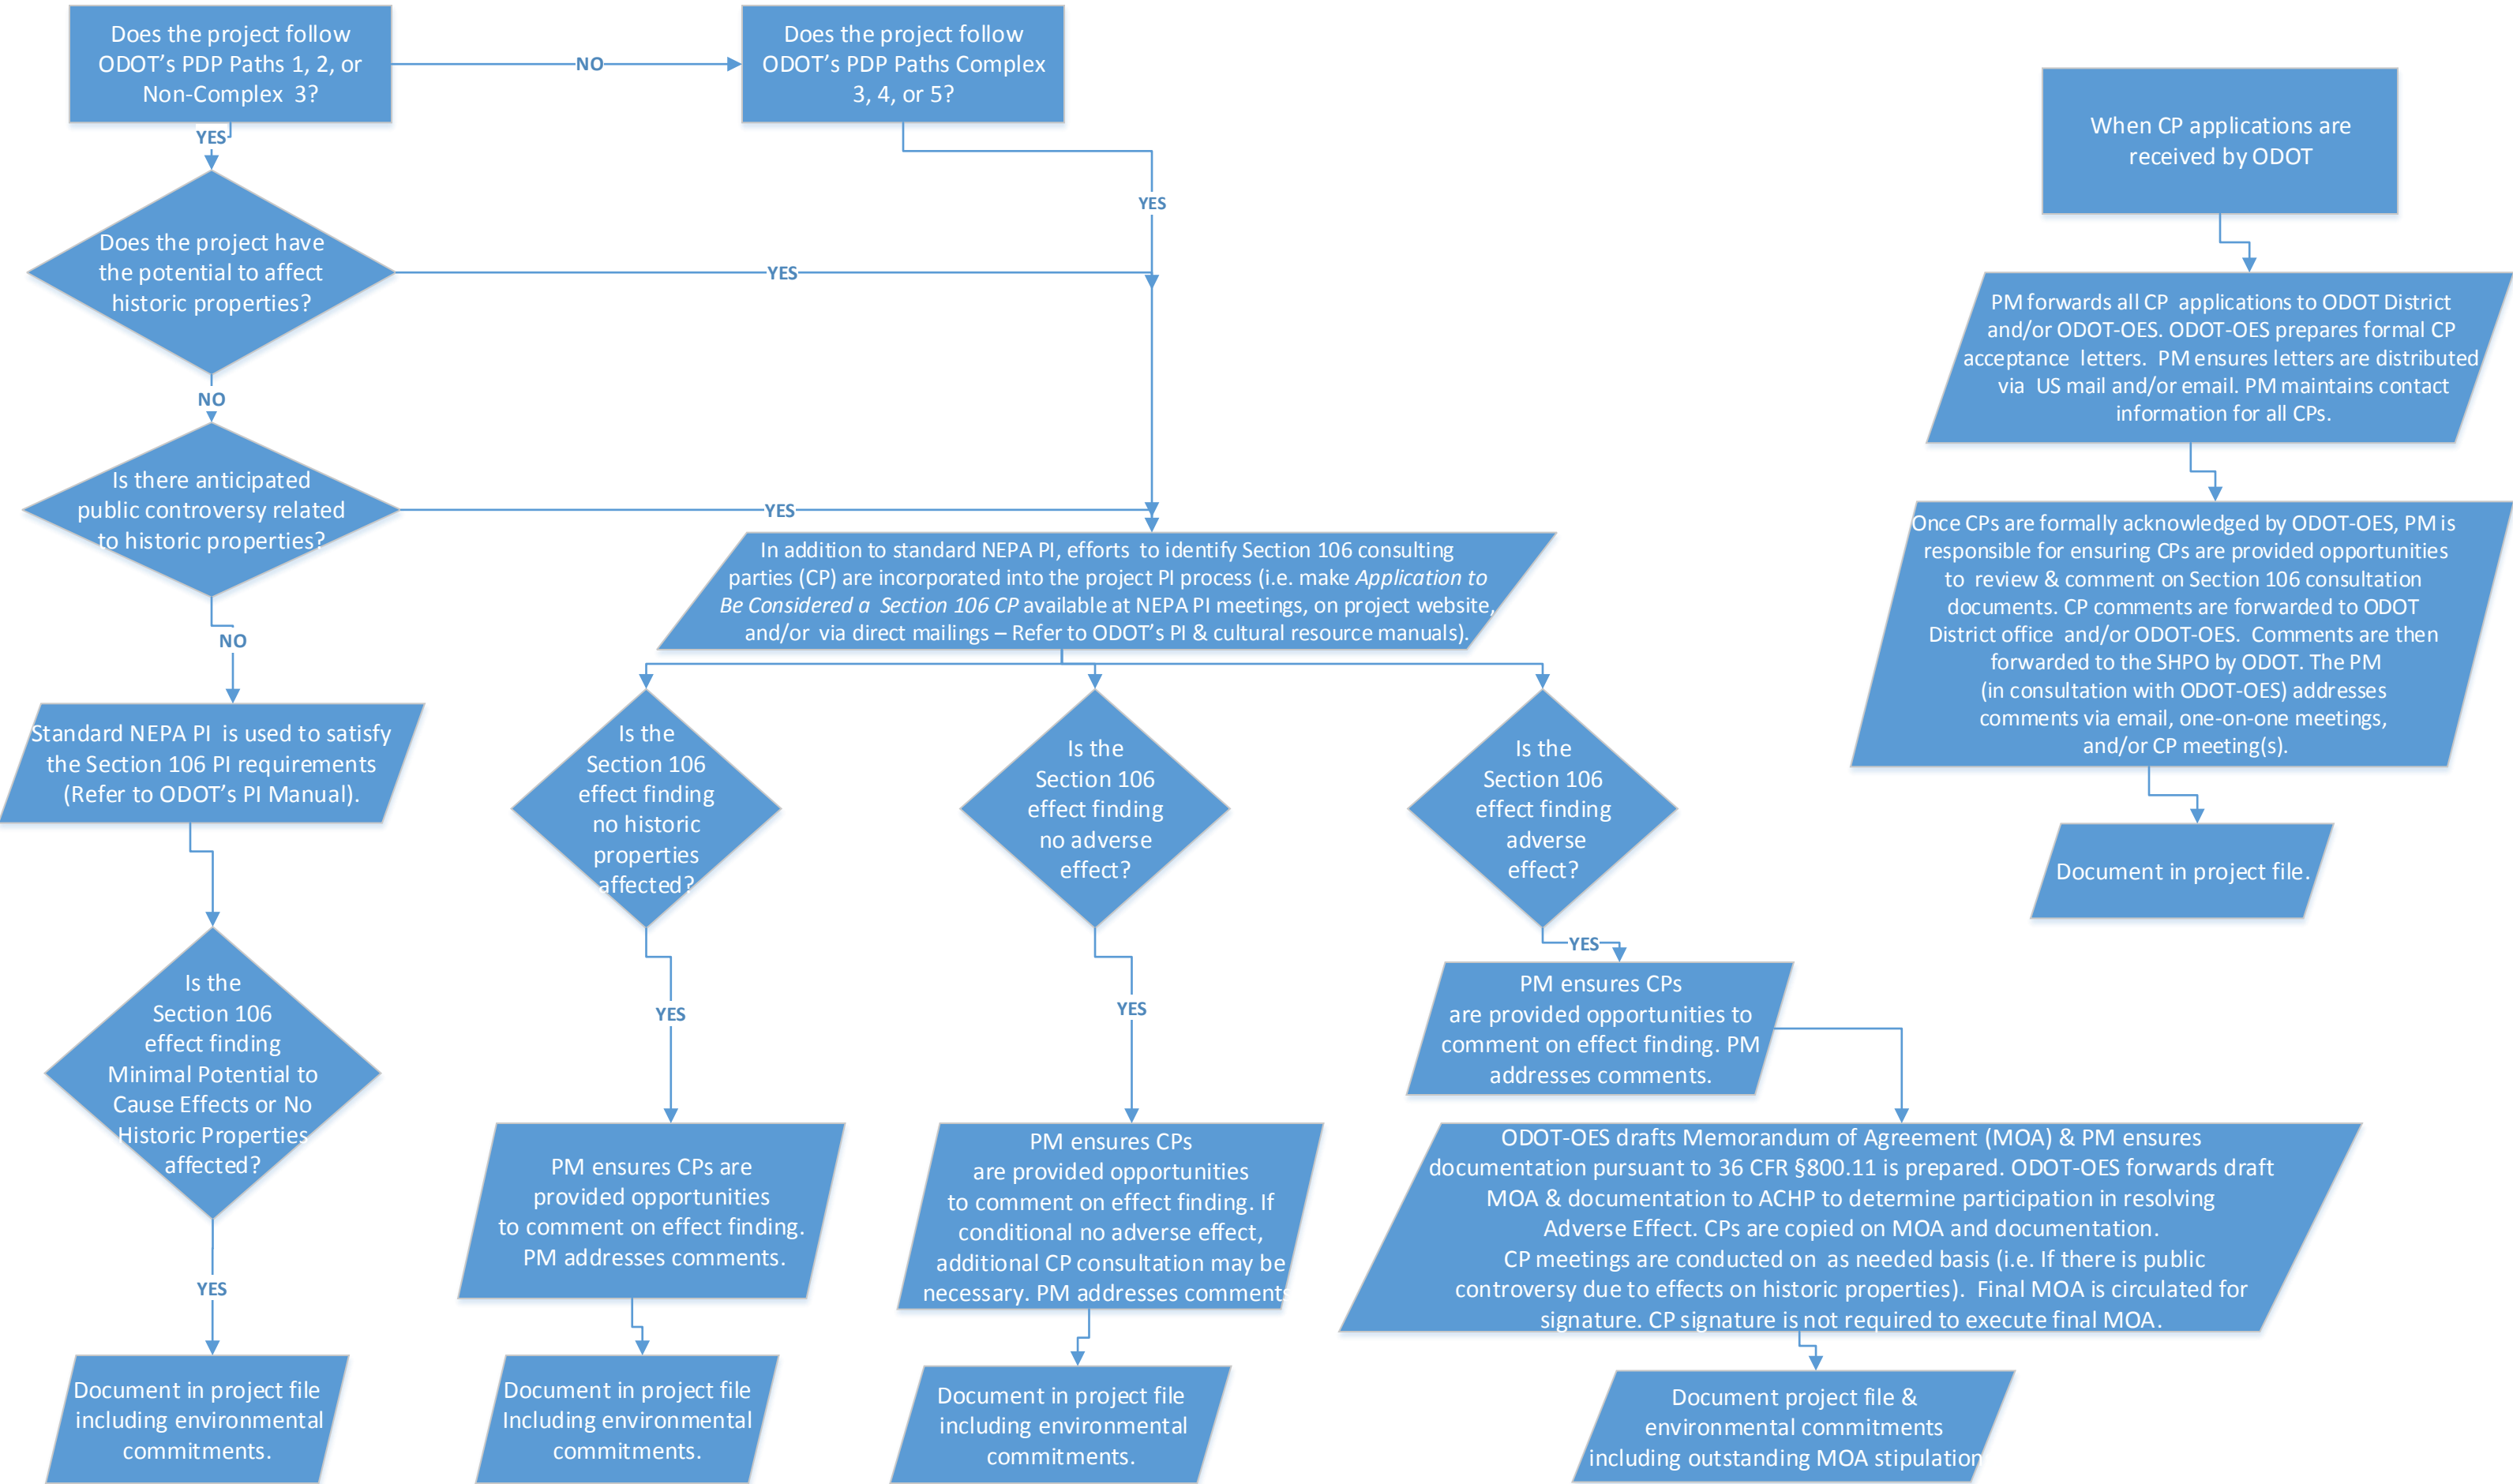 Does the project follow
ODOT's PDP Paths 1, 2, or
Non-Complex 3?
NO
Does the project follow
ODOT's PDP Paths Complex
3, 4, or 5?
YES
YES
Does the project have
the potential to affect
historic properties?
YES
NO
Is there anticipated
public controversy related
to historic properties?
YES
NO
In addition to standard NEPA PI, efforts to identify Section 106 consulting
parties (CP) are incorporated into the project PI process (i.e. make Application to
Be Considered a Section 106 CP available at NEPA PI meetings, on project website,
and/or via direct mailings – Refer to ODOT's PI & cultural resource manuals).
Standard NEPA PI is used to satisfy
the Section 106 PI requirements
(Refer to ODOT's PI Manual).
Is the
Section 106
effect finding
Minimal Potential to
Cause Effects or No
Historic Properties
affected?
YES
Document in project file
including environmental
commitments.
Is the
Section 106
effect finding
no historic
properties
affected?
YES
PM ensures CPs are
provided opportunities
to comment on effect finding.
PM addresses comments.
Document in project file
Including environmental
commitments.
Is the
Section 106
effect finding
no adverse
effect?
YES
PM ensures CPs
are provided opportunities
to comment on effect finding. If
conditional no adverse effect,
additional CP consultation may be
necessary. PM addresses comments
Document in project file
including environmental
commitments.
Is the
Section 106
effect finding
adverse
effect?
YES
PM ensures CPs
are provided opportunities to
comment on effect finding. PM
addresses comments.
ODOT-OES drafts Memorandum of Agreement (MOA) & PM ensures
documentation pursuant to 36 CFR §800.11 is prepared. ODOT-OES forwards draft
MOA & documentation to ACHP to determine participation in resolving
Adverse Effect. CPs are copied on MOA and documentation.
CP meetings are conducted on as needed basis (i.e. If there is public
controversy due to effects on historic properties). Final MOA is circulated for
signature. CP signature is not required to execute final MOA.
Document project file &
environmental commitments
including outstanding MOA stipulation
When CP applications are
received by ODOT
PM forwards all CP applications to ODOT District
and/or ODOT-OES. ODOT-OES prepares formal CP
acceptance letters. PM ensures letters are distributed
via US mail and/or email. PM maintains contact
information for all CPs.
Once CPs are formally acknowledged by ODOT-OES, PM is
responsible for ensuring CPs are provided opportunities
to review & comment on Section 106 consultation
documents. CP comments are forwarded to ODOT
District office and/or ODOT-OES. Comments are then
forwarded to the SHPO by ODOT. The PM
(in consultation with ODOT-OES) addresses
comments via email, one-on-one meetings,
and/or CP meeting(s).
Document in project file.